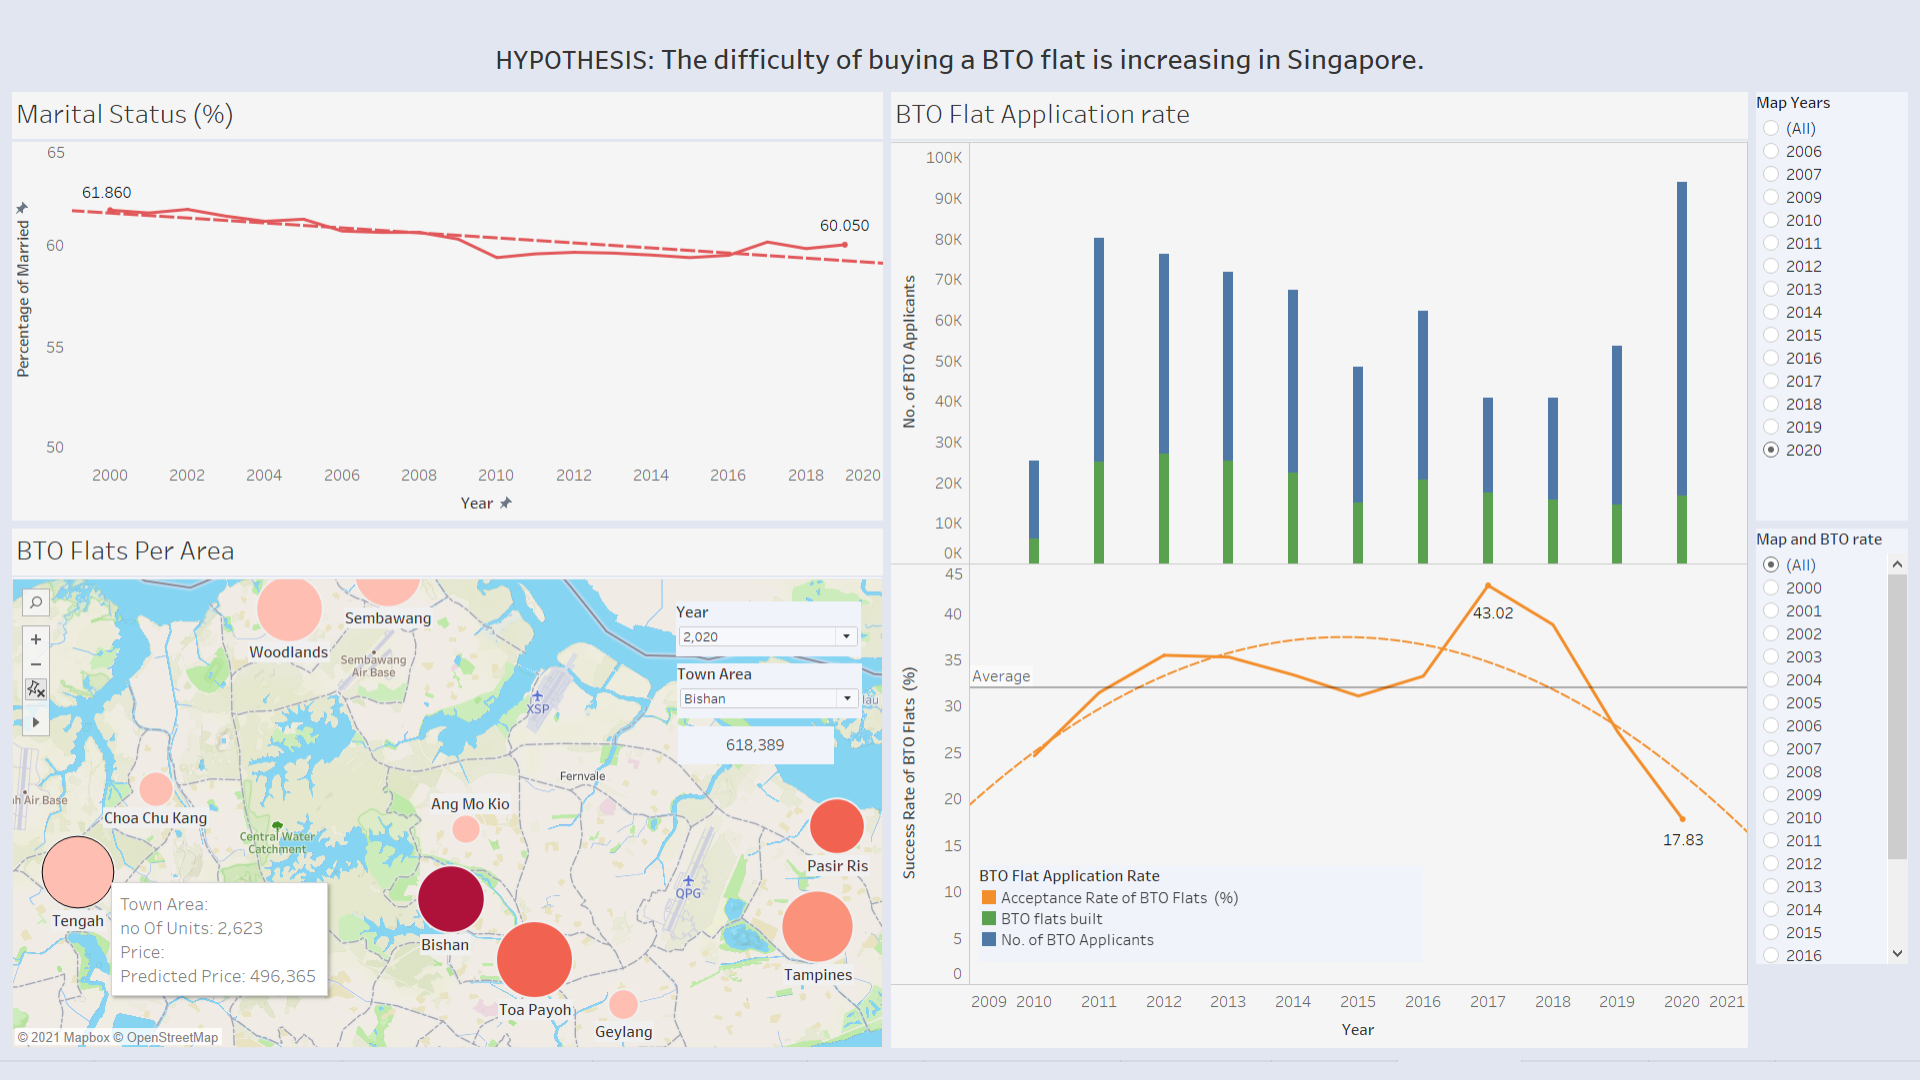 HYPOTHESIS: The difficulty of buying a BTO flat is increasing in Singapore.
Marital Status (%)
65
61.860
60.050
60
55
50
Percentage of Married
2000 2002 2004 2006 2008 2010 2012 2014 2016 2018 2020
Year
BTO Flats Per Area
Sembawang
Woodlands
Sembawang
Air Base
XSP
Year
2,020
Town Area
Bishan
lau
618,389
Fernvale
h Air Base
Choa Chu Kang
Ang Mo Kio
Central Water
Catchment
Pasir Ris
QPG
Tengah
Bishan
Tampines
Toa Payoh
Geylang
Town Area:
no Of Units: 2,623
Price:
Predicted Price: 496,365
© 2021 Mapbox © OpenStreetMap
BTO Flat Application rate
100K
90K
80K
70K
60K
50K
40K
30K
20K
10K
0K
No. of BTO Applicants
45
40
35
30
25
20
15
10
5
0
Success Rate of BTO Flats (%)
43.02
Average
17.83
BTO Flat Application Rate
Acceptance Rate of BTO Flats (%)
BTO flats built
No. of BTO Applicants
2009 2010 2011 2012 2013 2014 2015 2016 2017 2018 2019 2020 2021
Year
Map Years
(All)
2006
2007
2009
2010
2011
2012
2013
2014
2015
2016
2017
2018
2019
2020
Map and BTO rate
(All)
2000
2001
2002
2003
2004
2005
2006
2007
2008
2009
2010
2011
2012
2013
2014
2015
2016